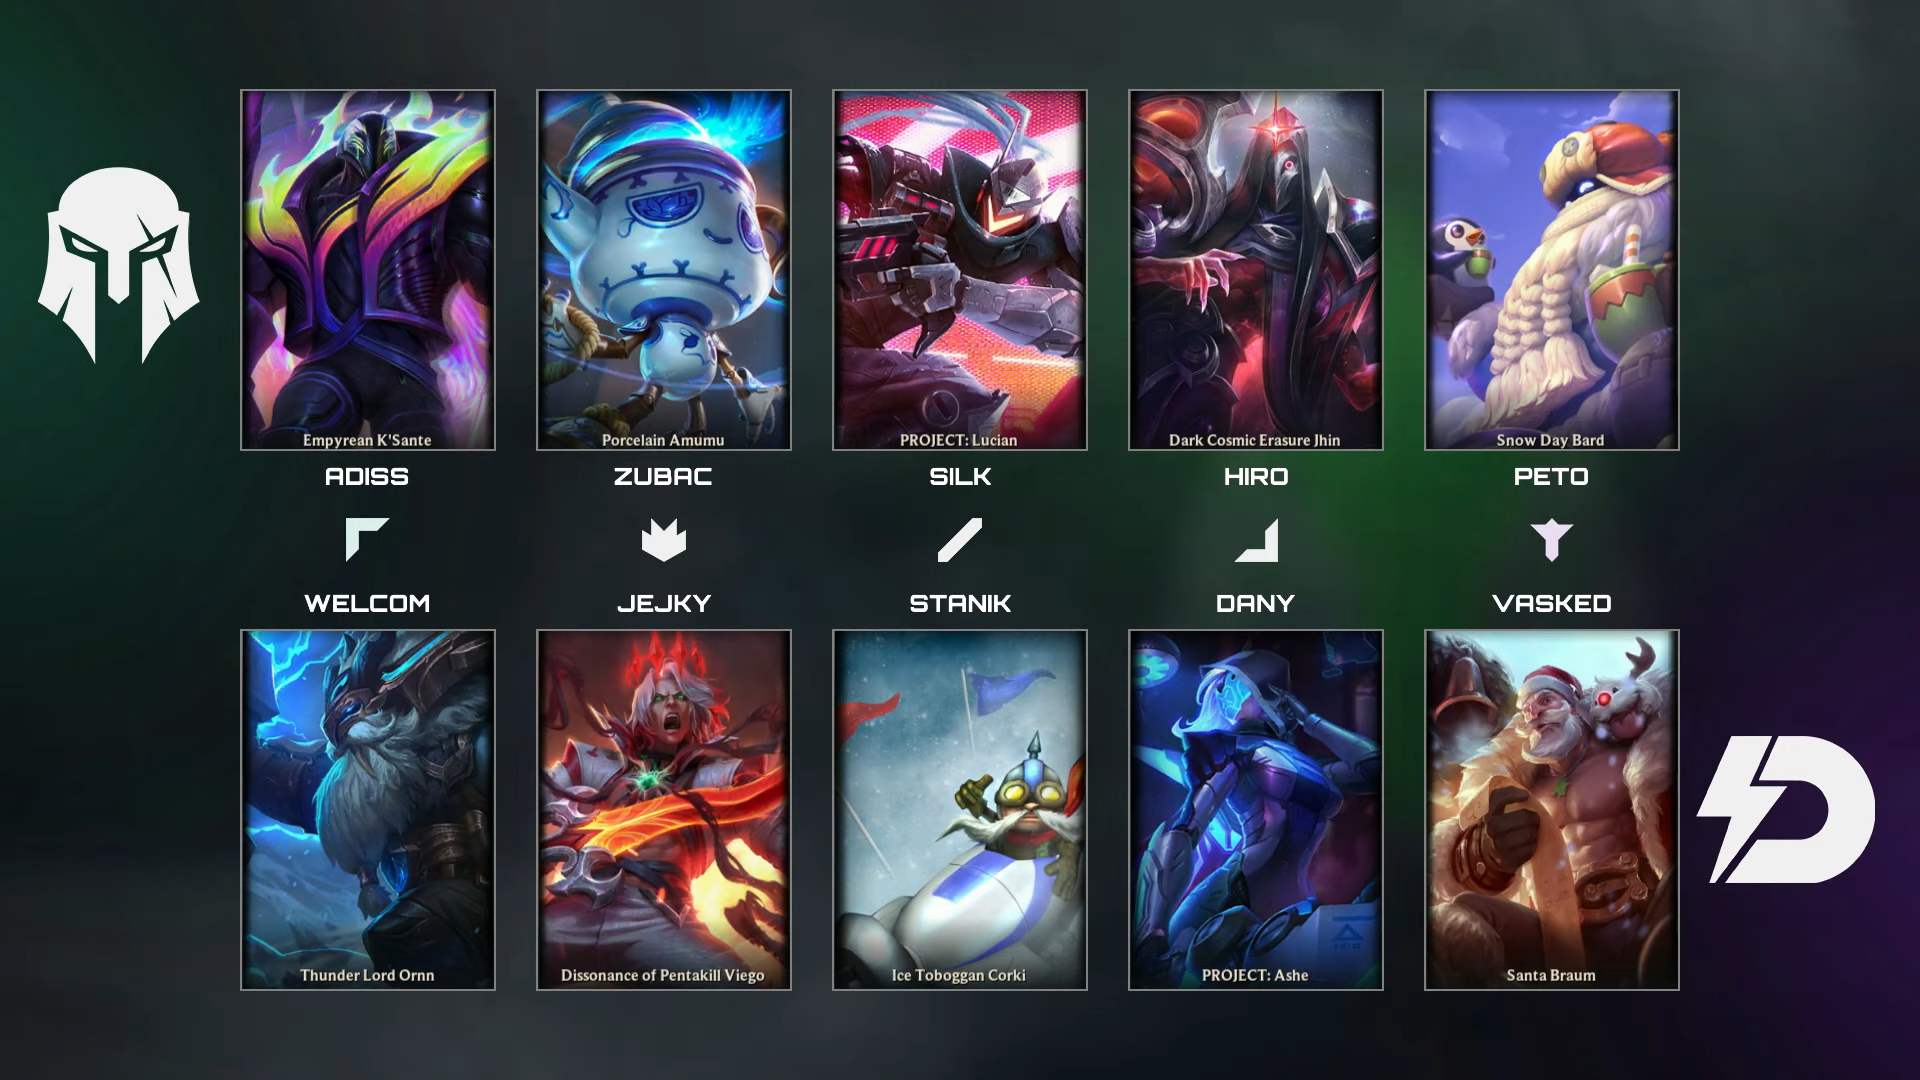 Empyrean K'Sante
Porcelain Amumu
PROJECT: Lucian
Dark Cosmic Erasure Jhin
Snow Day Bard
ADISS
ZUBAC
SILK
HIRO
PETO
WELCOM
JEJKY
STANIK
DANY
VASKED
Thunder Lord Ornn
Dissonance of Pentakill Viego
Ice Toboggan Corki
PROJECT: Ashe
Santa Braum